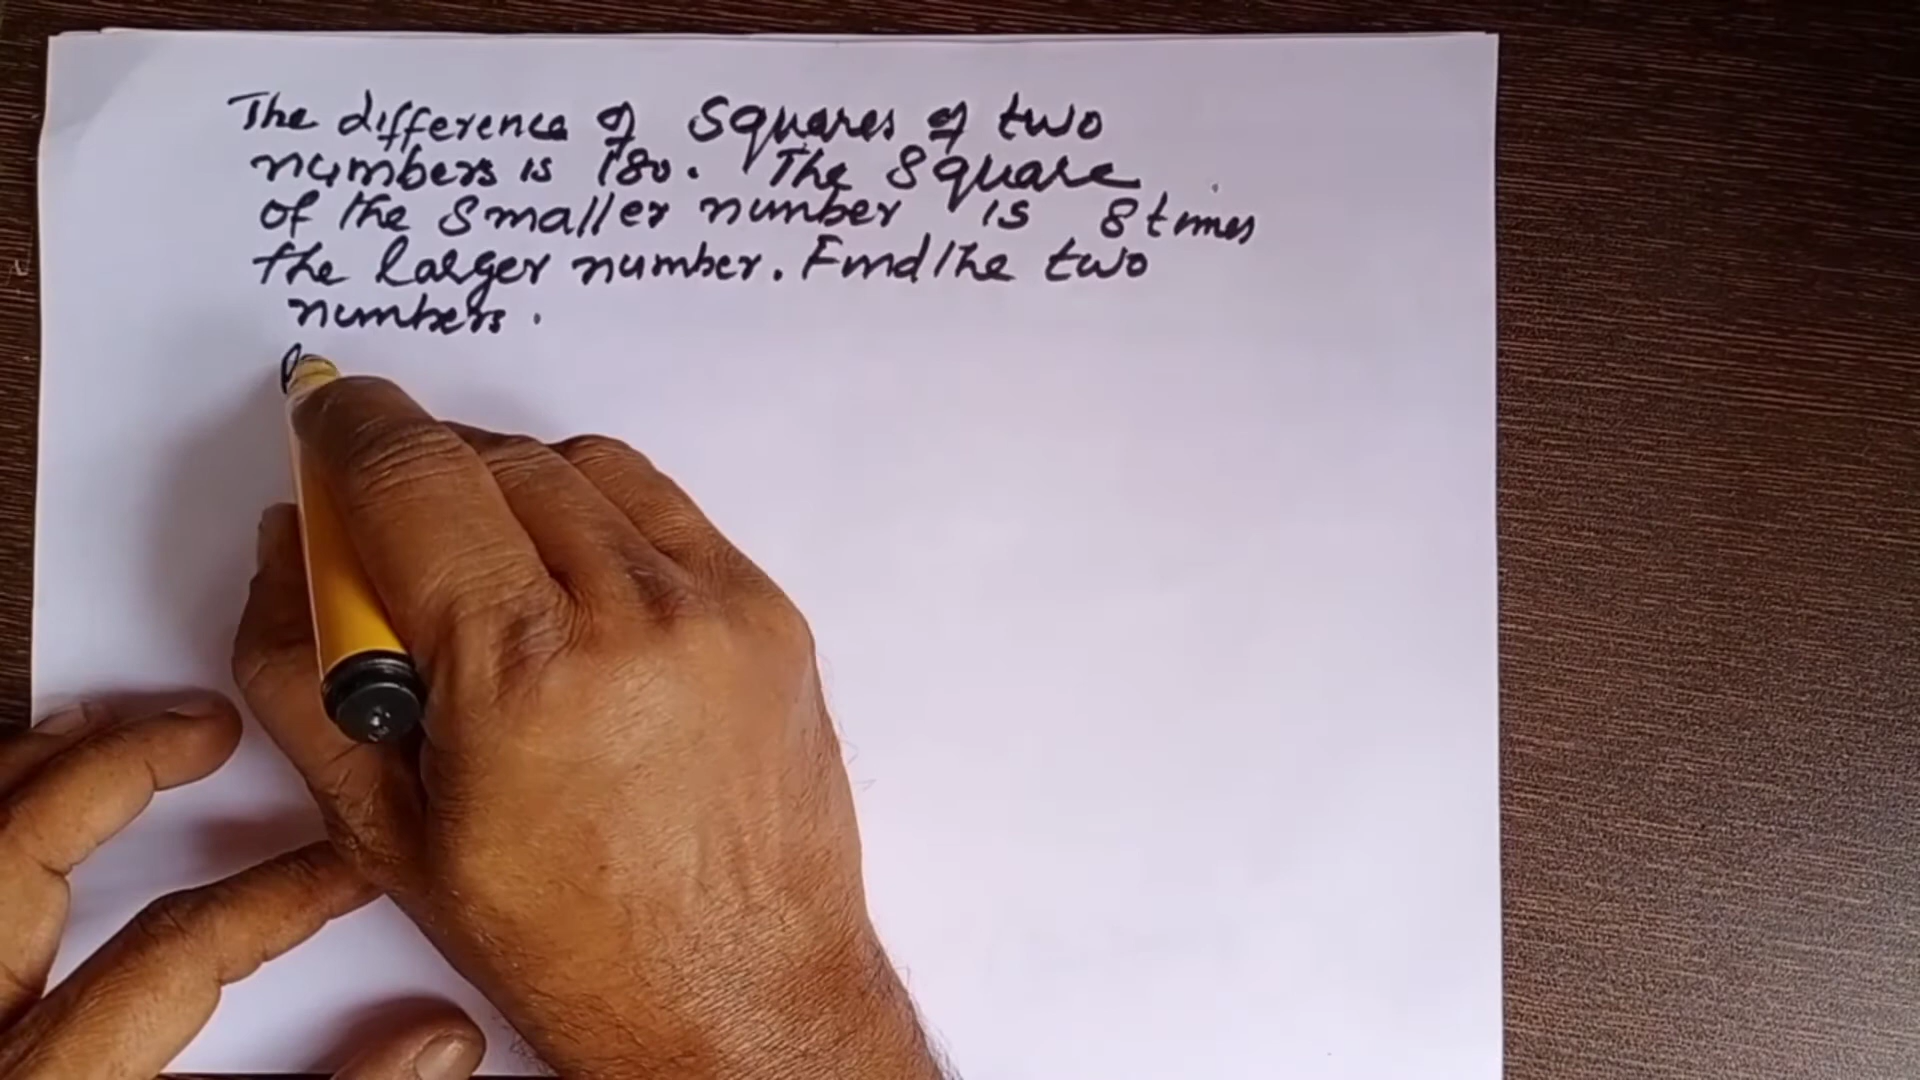 The difference of squares of two
numbers is 180. The square
of the smaller number is 8 times
the larger number. Find the two
numbers.